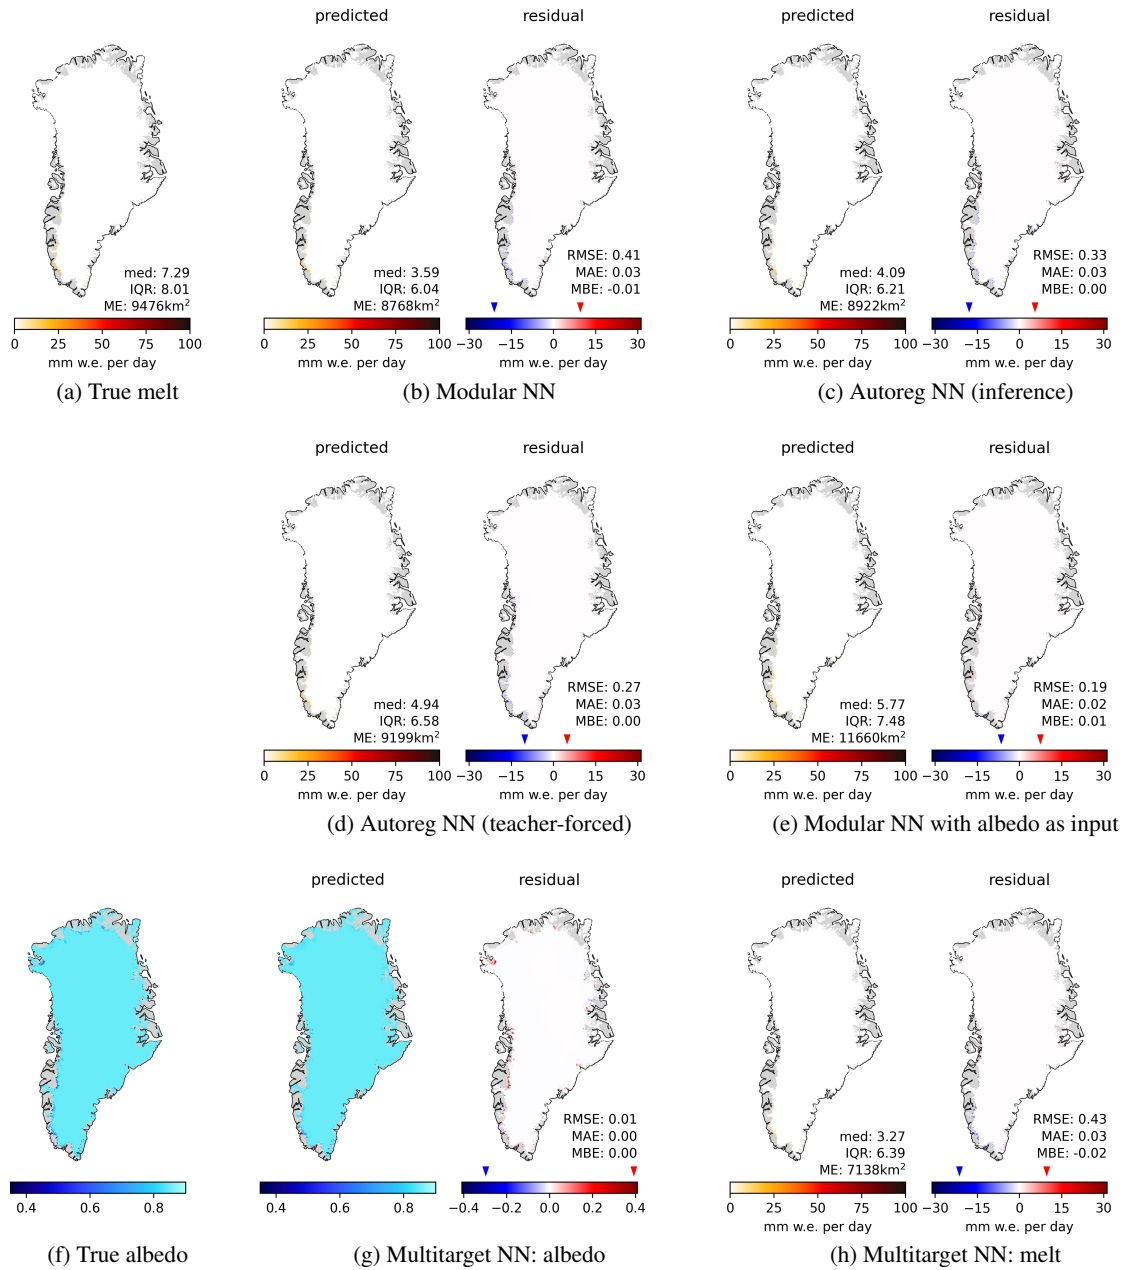 predicted residual predicted residual
med: 7.29
IQR: 8.01
ME: 9476km²
0 25 50 75 100
mm w.e. per day
(a) True melt
med: 3.59
IQR: 6.04
ME: 8768km²
0 25 50 75 100
mm w.e. per day
RMSE: 0.41
MAE: 0.03
MBE: -0.01
−30 −15 0 15 30
mm w.e. per day
(b) Modular NN
med: 4.09
IQR: 6.21
ME: 8922km²
0 25 50 75 100
mm w.e. per day
RMSE: 0.33
MAE: 0.03
MBE: 0.00
−30 −15 0 15 30
mm w.e. per day
(c) Autoreg NN (inference)
predicted residual predicted residual
med: 4.94
IQR: 6.58
ME: 9199km²
0 25 50 75 100
mm w.e. per day
RMSE: 0.27
MAE: 0.03
MBE: 0.00
−30 −15 0 15 30
mm w.e. per day
(d) Autoreg NN (teacher-forced)
med: 5.77
IQR: 7.48
ME: 11660km²
0 25 50 75 100
mm w.e. per day
RMSE: 0.19
MAE: 0.02
MBE: 0.01
−30 −15 0 15 30
mm w.e. per day
(e) Modular NN with albedo as input
predicted residual predicted residual
0.4 0.6 0.8
(f) True albedo
0.4 0.6 0.8
RMSE: 0.01
MAE: 0.00
MBE: 0.00
−0.4 −0.2 0.0 0.2 0.4
(g) Multitarget NN: albedo
med: 3.27
IQR: 6.39
ME: 7138km²
0 25 50 75 100
mm w.e. per day
RMSE: 0.43
MAE: 0.03
MBE: -0.02
−30 −15 0 15 30
mm w.e. per day
(h) Multitarget NN: melt